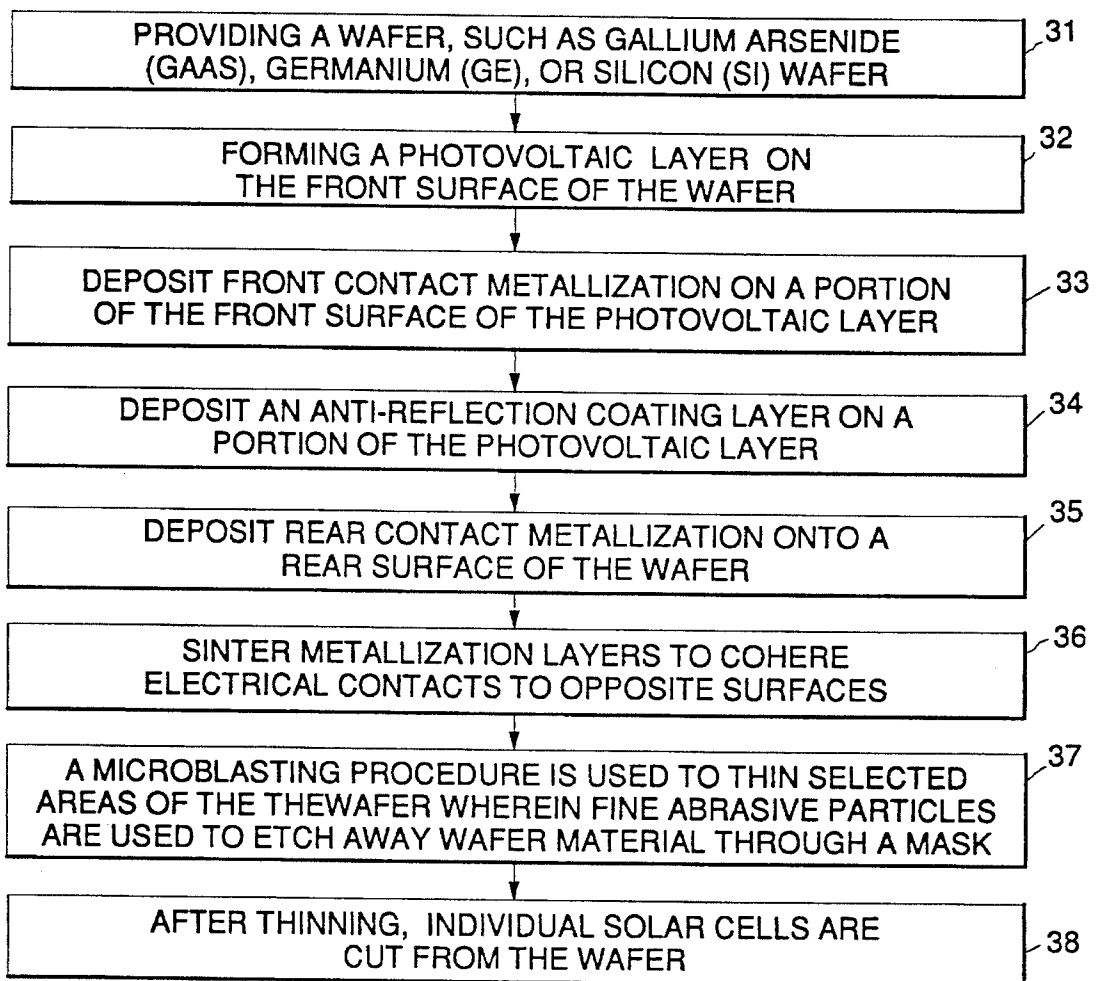 PROVIDING A WAFER, SUCH AS GALLIUM ARSENIDE
(GAAS), GERMANIUM (GE), OR SILICON (SI) WAFER
31
FORMING A PHOTOVOLTAIC LAYER ON
THE FRONT SURFACE OF THE WAFER
32
DEPOSIT FRONT CONTACT METALLIZATION ON A PORTION
OF THE FRONT SURFACE OF THE PHOTOVOLTAIC LAYER
33
DEPOSIT AN ANTI-REFLECTION COATING LAYER ON A
PORTION OF THE PHOTOVOLTAIC LAYER
34
DEPOSIT REAR CONTACT METALLIZATION ONTO A
REAR SURFACE OF THE WAFER
35
SINTER METALLIZATION LAYERS TO COHERE
ELECTRICAL CONTACTS TO OPPOSITE SURFACES
36
A MICROBLASTING PROCEDURE IS USED TO THIN SELECTED
AREAS OF THE THEWAFER WHEREIN FINE ABRASIVE PARTICLES
ARE USED TO ETCH AWAY WAFER MATERIAL THROUGH A MASK
37
AFTER THINNING, INDIVIDUAL SOLAR CELLS ARE
CUT FROM THE WAFER
38